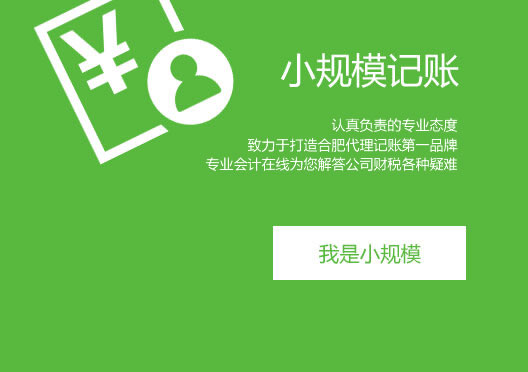 ¥
小规模记账
认真负责的专业态度
致力于打造合肥代理记账第一品牌
专业会计在线为您解答公司财税各种疑难
我是小规模